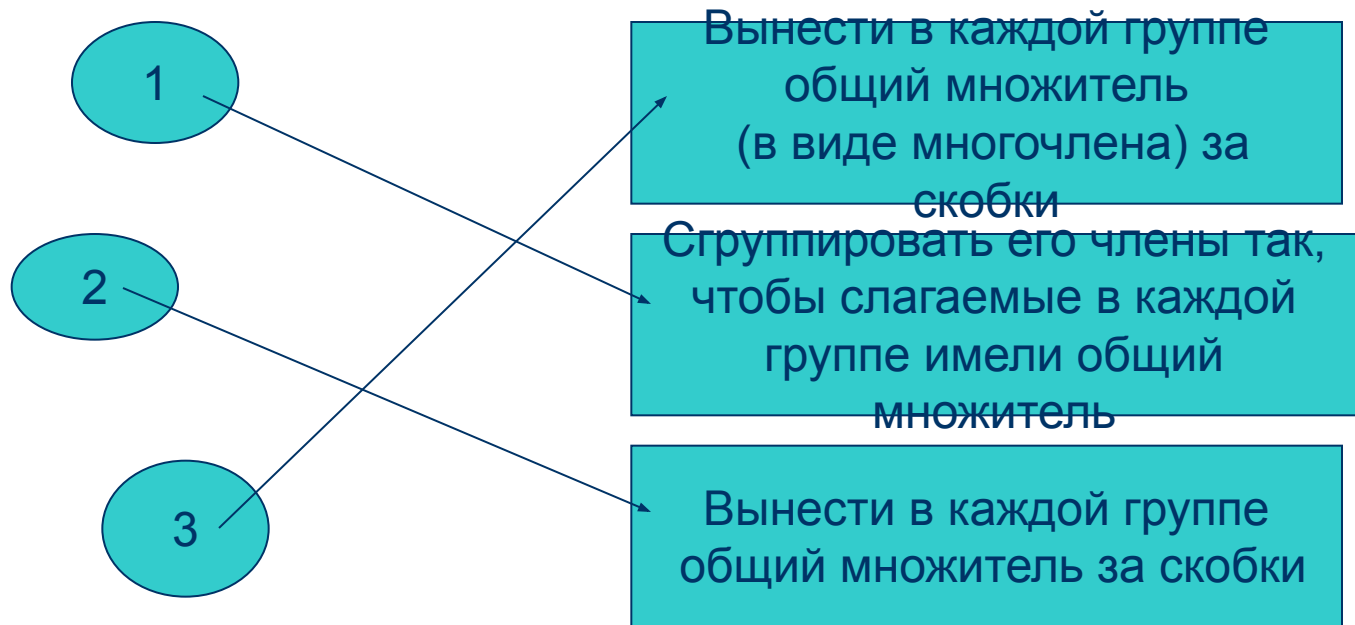 1
Вынести в каждой группе
общий множитель
(в виде многочлена) за
скобки
2
Сгруппировать его члены так,
чтобы слагаемые в каждой
группе имели общий
множитель
3
Вынести в каждой группе
общий множитель за скобки